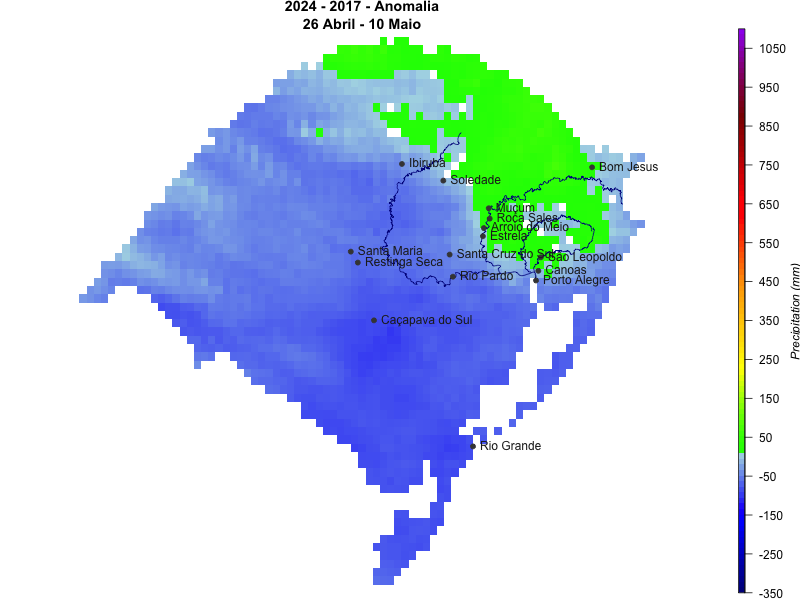 2024 - 2017 - Anomalia
26 Abril - 10 Maio
Ibirubá
Bom Jesus
Soledade
Mucum
Roca Sales
Arroio do Meio
Estrela
Santa Maria
Santa Cruz do Sul
São Leopoldo
Restinga Seca
Canoas
Rio Pardo
Porto Alegre
Caçapava do Sul
Rio Grande
1050
950
850
750
650
550
450
350
250
150
50
-50
-150
-250
-350
Precipitation (mm)